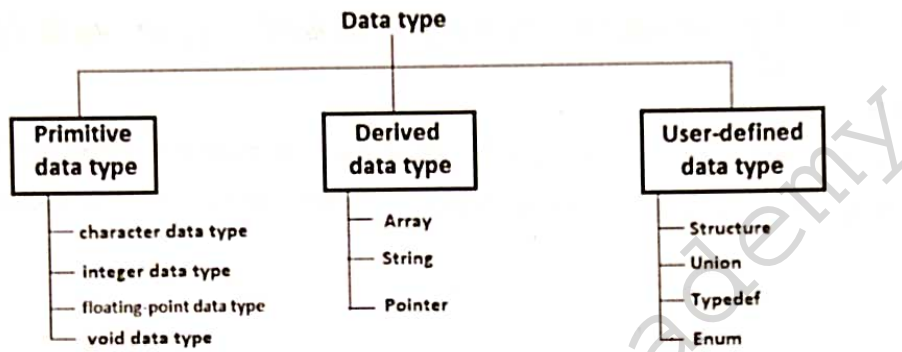 Data type
Primitive
data type
character data type
integer data type
floating-point data type
void data type
Derived
data type
Array
String
Pointer
User-defined
data type
Structure
Union
Typedef
Enum